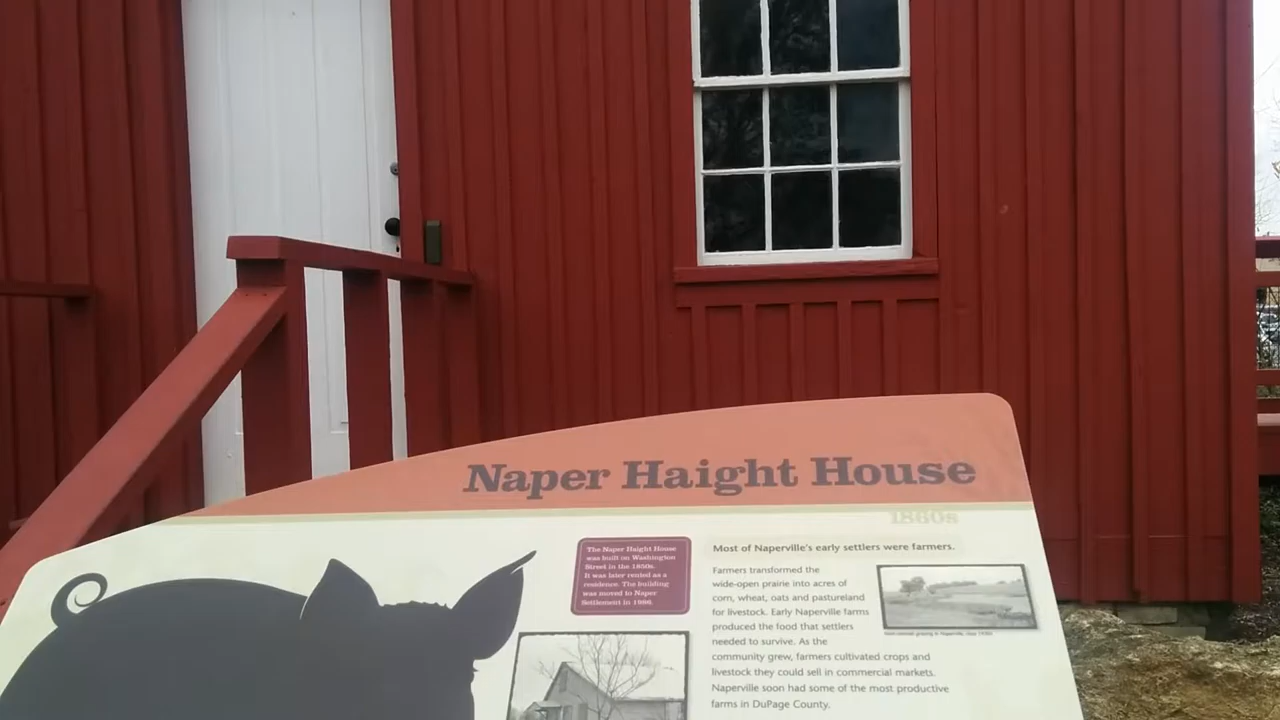 Naper Haight House
1860s
The Naper Haight House
was built on Washington
Street in the 1850s.
It was later rented as a
residence. The building
was moved to Naper
Settlement in
Most of Naperville's early settlers were farmers.
Farmers transformed the
wide-open prairie into acres of
corn, wheat, oats and pastureland
for livestock. Early Naperville farms
produced the food that settlers
needed to survive. As the
community grew, farmers cultivated crops and
livestock they could sell in commercial markets.
Naperville soon had some of the most productive
farms in DuPage County.